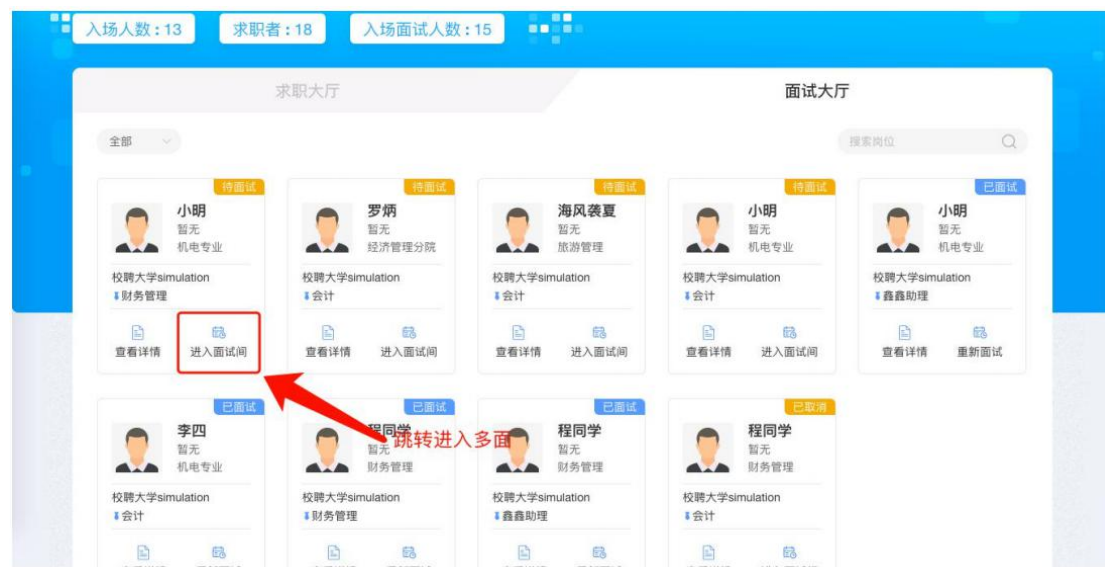 入场人数：13 求职者：18 入场面试人数：15
求职大厅 面试大厅
全部 搜索岗位
待面试 待面试 待面试 待面试 已面试
小明 罗炳 海风袭夏 小明 小明
暂无 暂无 暂无 暂无 暂无
机电专业 经济管理分院 旅游管理 机电专业 机电专业
校聘大学simulation 校聘大学simulation 校聘大学simulation 校聘大学simulation 校聘大学simulation
财务管理 会计 会计 会计 鑫鑫助理
查看详情 进入面试间 查看详情 进入面试间 查看详情 进入面试间 查看详情 进入面试间 查看详情 重新面试
已面试 已面试 已面试 已取消
李四 程同学 程同学 程同学
跳转进入多面
暂无 暂无 暂无 暂无
机电专业 财务管理 财务管理 财务管理
校聘大学simulation 校聘大学simulation 校聘大学simulation 校聘大学simulation
会计 财务管理 鑫鑫助理 会计